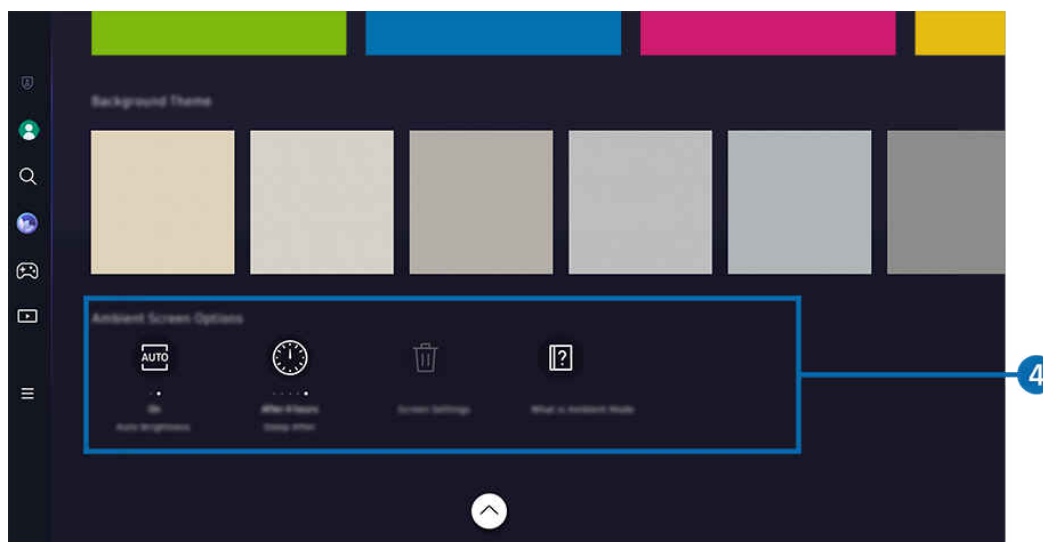 Background Theme
Ambient Screen Options
AUTO
?
On
After 4 hours
Auto Brightness
Sleep After
Screen Settings
What is Ambient Mode
4